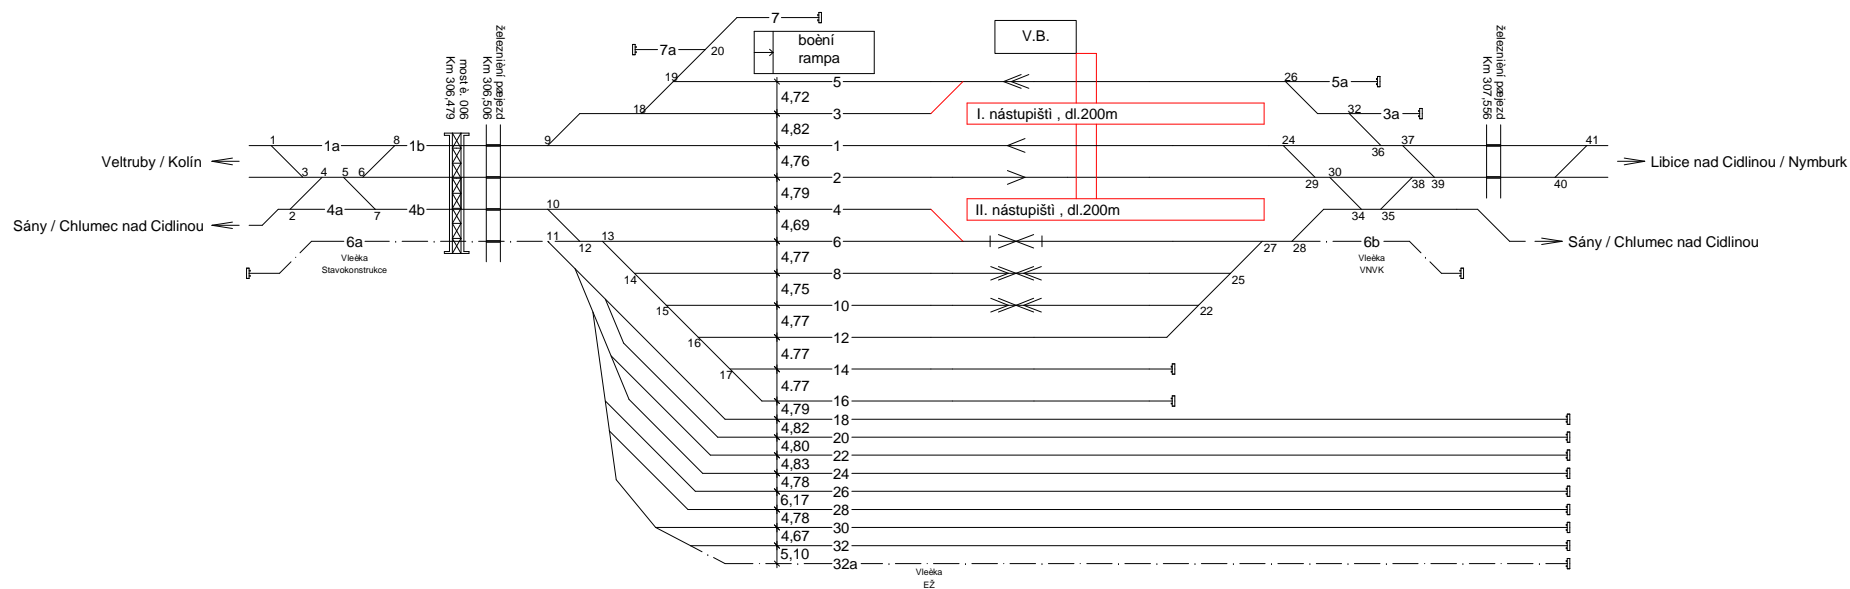 7
boèní
rampa
V.B.
7a
20
19
5
26
5a
železnièní pøejezd
Km 306,506
most è. 006
Km 306,479
železnièní pøejezd
Km 307,556
4,72
18
3
I. nástupištì , dl.200m
32
3a
4,82
1
1a
8
1b
9
1
24
36
37
41
Veltruby / Kolín
4,76
Libice nad Cidlinou / Nymburk
3
4
5
6
2
29
30
38
39
40
4,79
2
4a
7
4b
10
4
II. nástupištì , dl.200m
34
35
Sány / Chlumec nad Cidlinou
4,69
6a
11
12
13
6
27
28
6b
Sány / Chlumec nad Cidlinou
Vleèka
Stavokonstrukce
Vleèka
VNVK
4,77
14
8
25
4,75
15
10
22
4,77
16
12
4.77
17
14
4.77
16
4,79
18
4,82
20
4,80
22
4,83
24
4,78
26
6,17
28
4,78
30
4,67
32
5,10
32a
Vleèka
EŽ